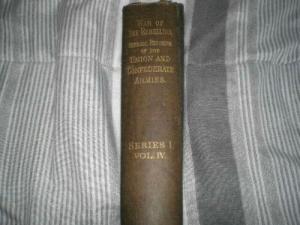 WAR OF
THE REBELLION.
OFFICIAL RECORDS
OF THE
UNION AND
CONFEDERATE
ARMIES.
SERIES I.
VOL. IV.